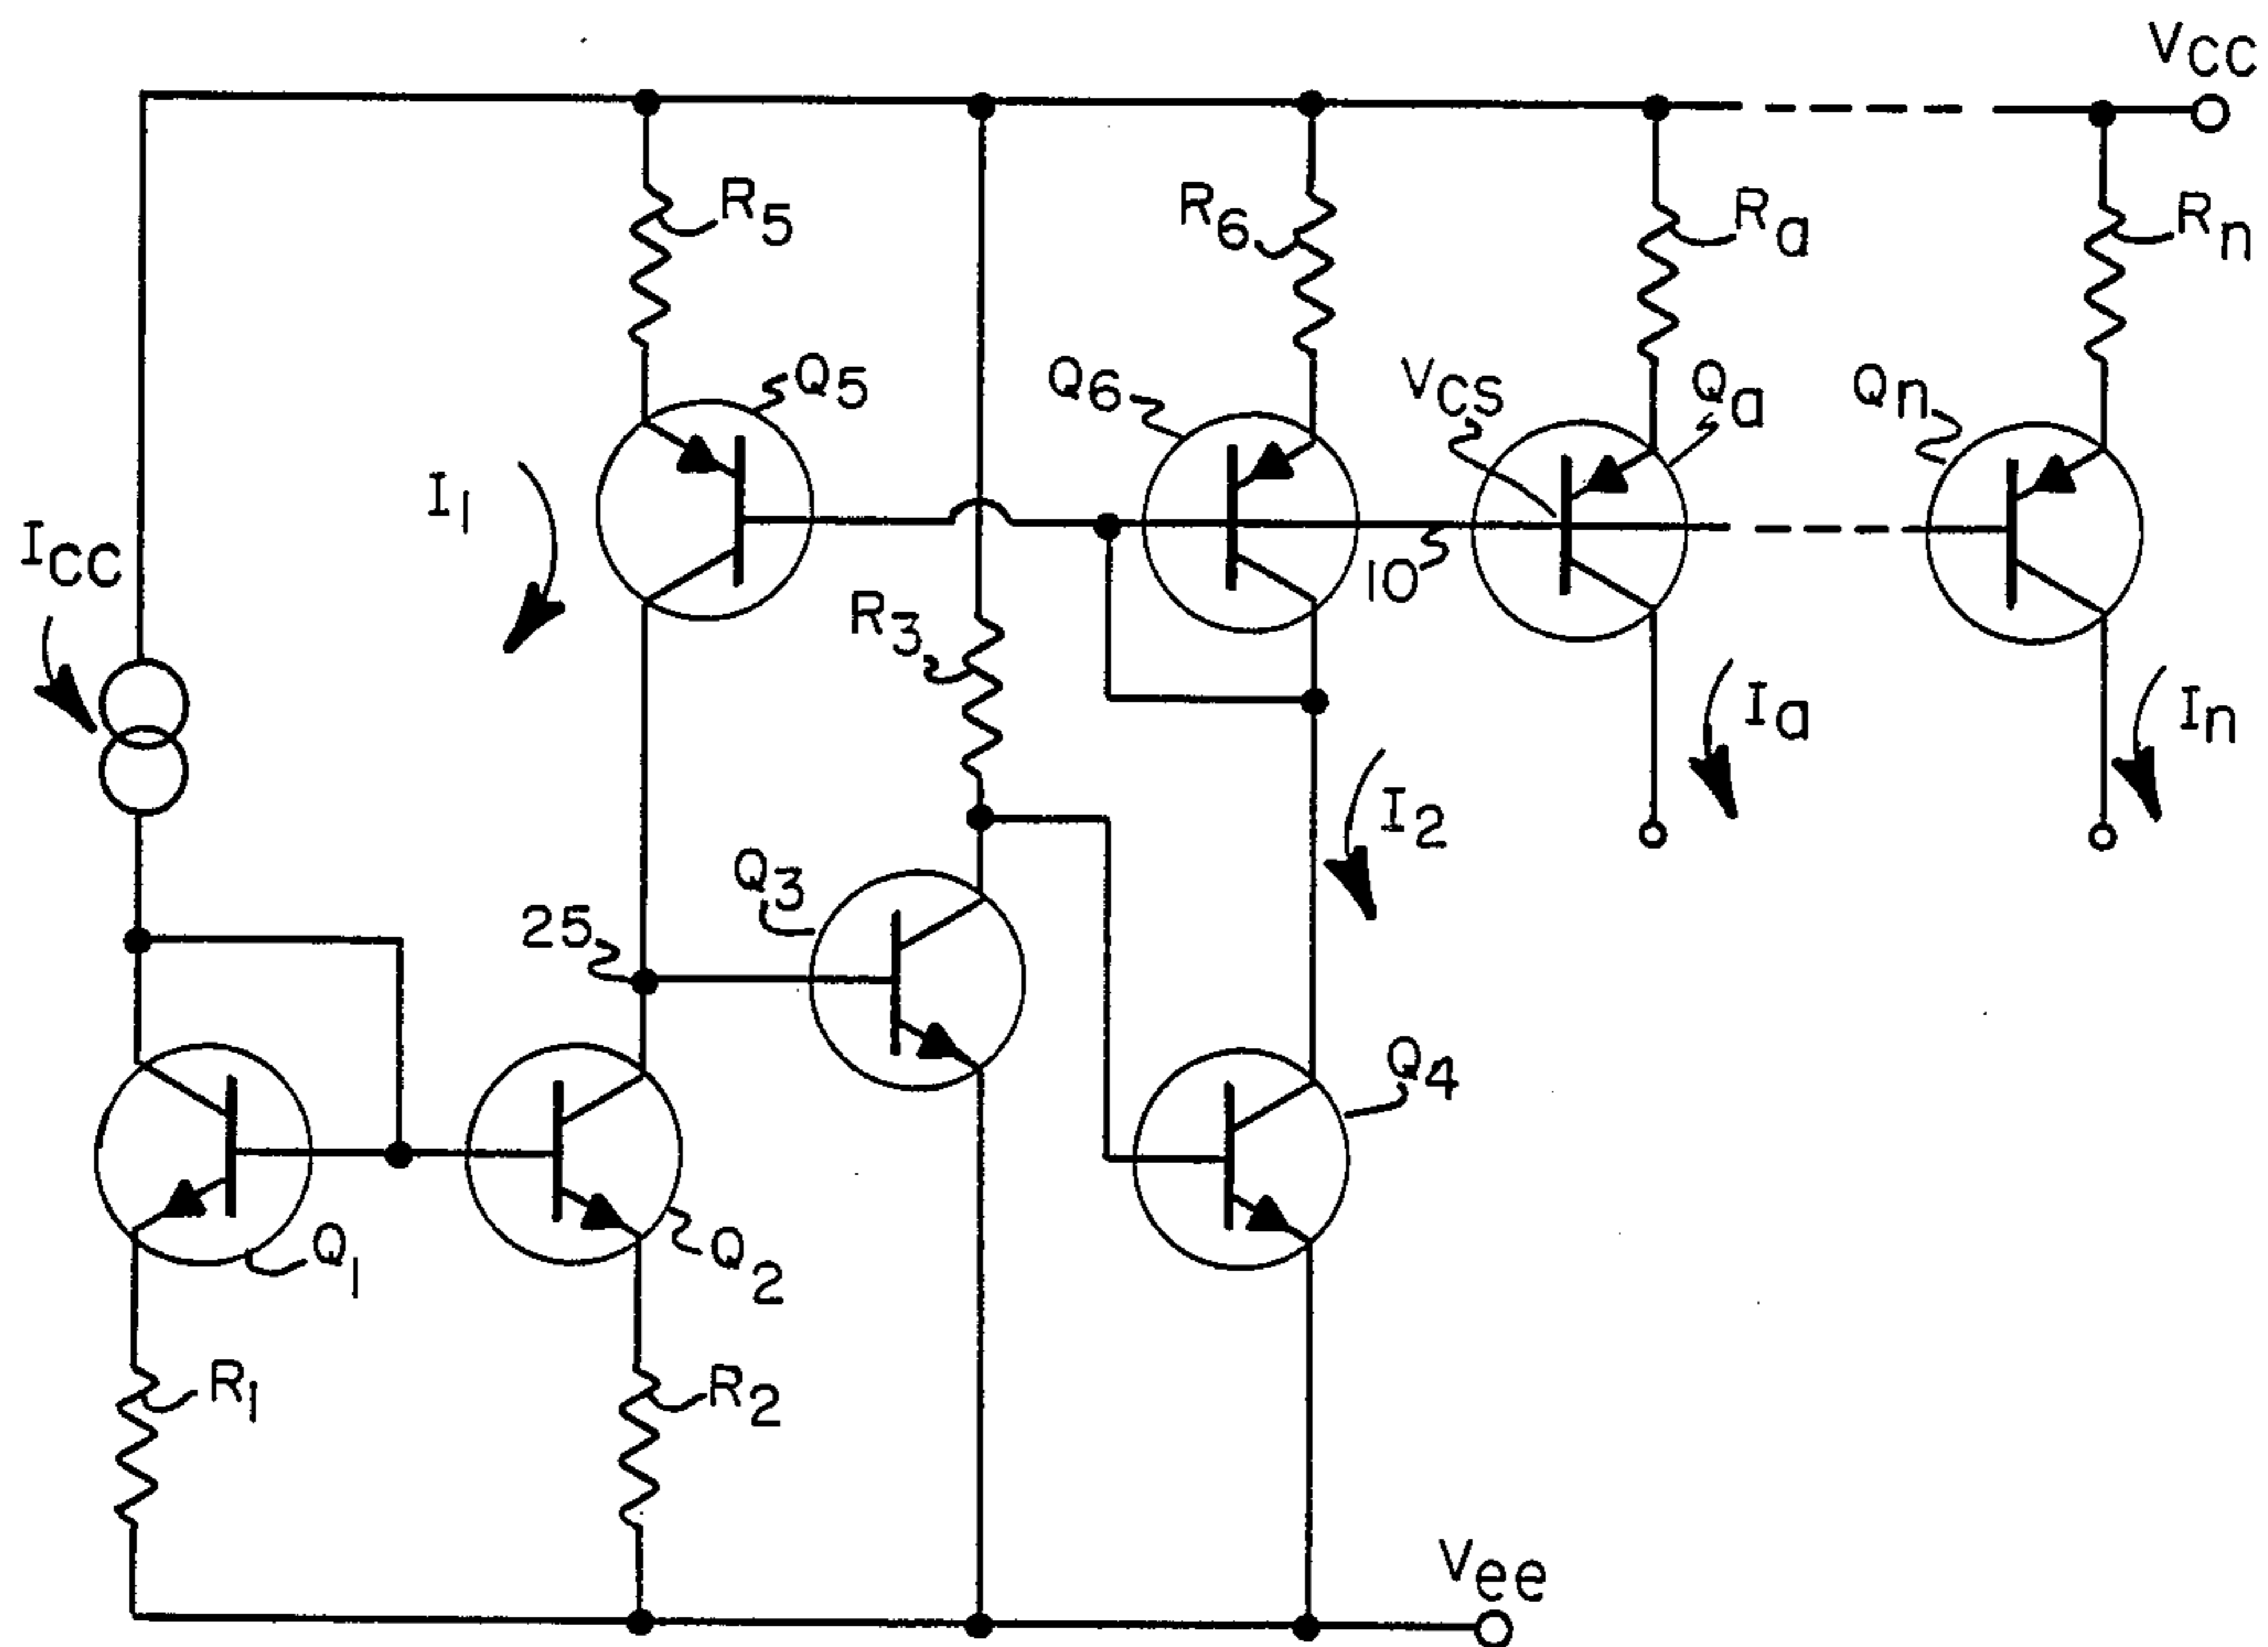 VCC
R5
R6
Ra
Rn
Q5
Q6
VCS
Qa
Qn
I1
ICC
10
R3
Ia
In
I2
Q3
25
Q4
Q1
Q2
R1
R2
Vee